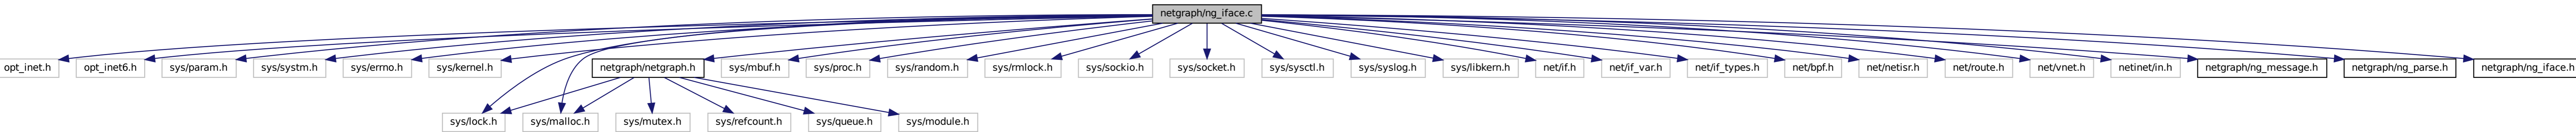 netgraph/ng_iface.c
opt_inet.h
opt_inet6.h
sys/param.h
sys/systm.h
sys/errno.h
sys/kernel.h
netgraph/netgraph.h
sys/mbuf.h
sys/proc.h
sys/random.h
sys/rmlock.h
sys/sockio.h
sys/socket.h
sys/sysctl.h
sys/syslog.h
sys/libkern.h
net/if.h
net/if_var.h
net/if_types.h
net/bpf.h
net/netisr.h
net/route.h
net/vnet.h
netinet/in.h
netgraph/ng_message.h
netgraph/ng_parse.h
netgraph/ng_iface.h
sys/lock.h
sys/malloc.h
sys/mutex.h
sys/refcount.h
sys/queue.h
sys/module.h